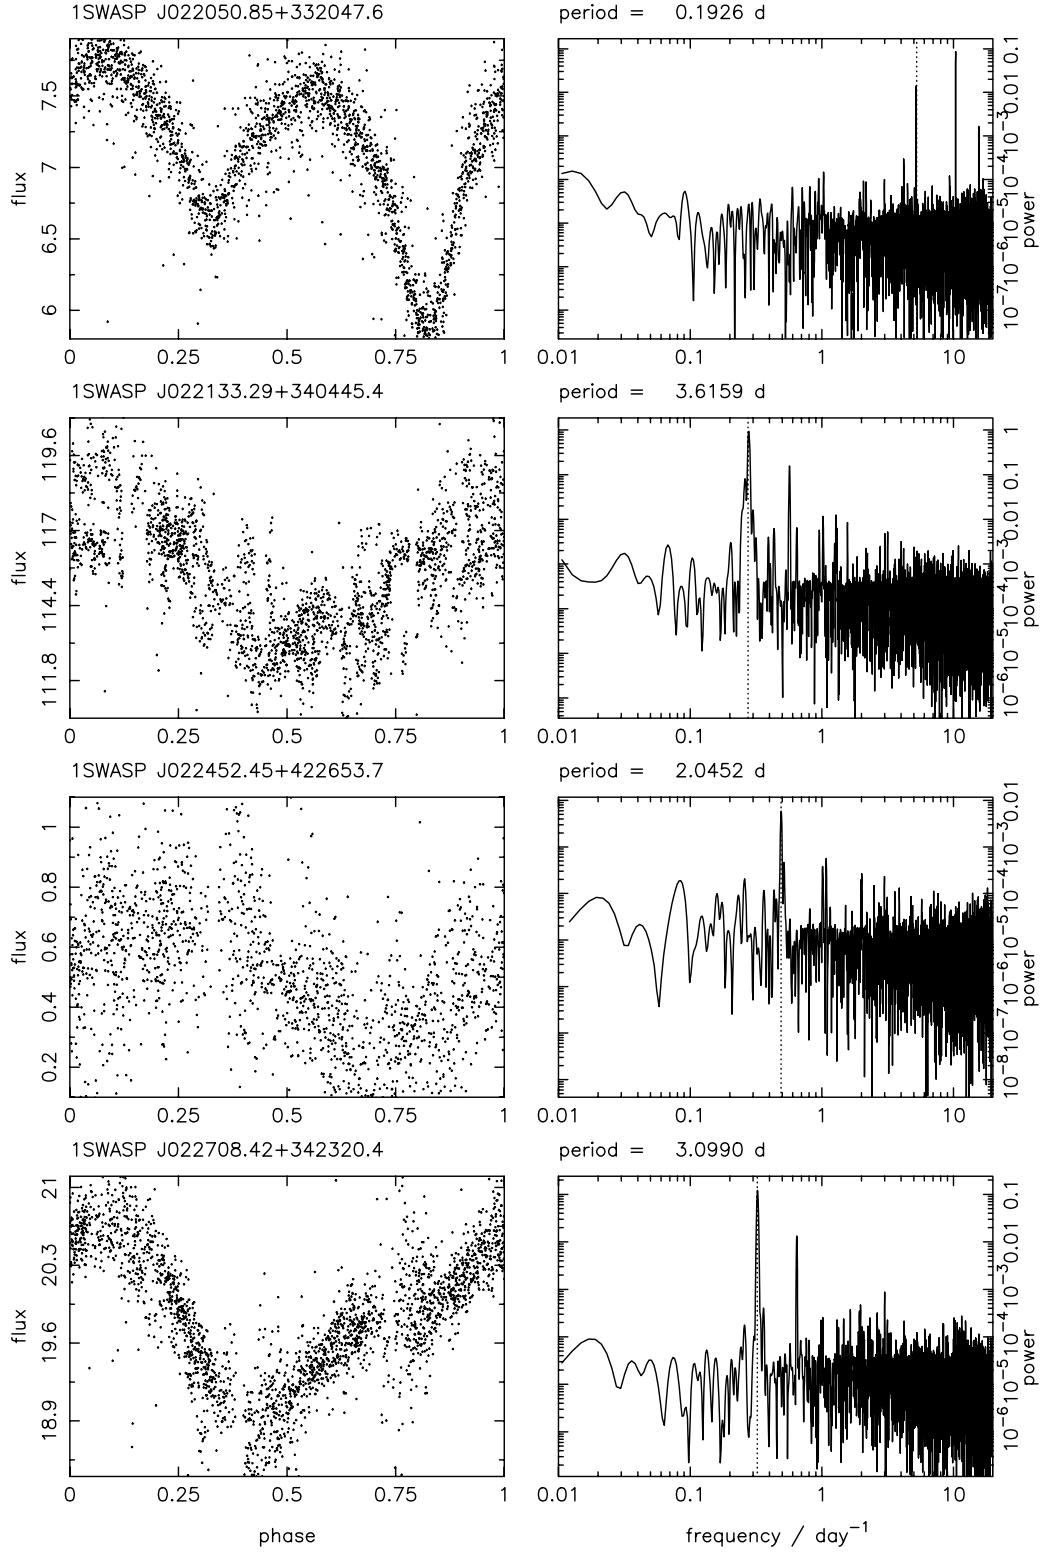 1SWASP J022050.85+332047.6
period = 0.1926 d
flux
7.5
7
6.5
6
0 0.25 0.5 0.75 1
0.1
0.01
10⁻³
10⁻⁴
10⁻⁵
10⁻⁶
10⁻⁷
power
0.01 0.1 1 10
1SWASP J022133.29+340445.4
period = 3.6159 d
flux
119.6
117
114.4
111.8
0 0.25 0.5 0.75 1
1
0.1
0.01
10⁻³
10⁻⁴
10⁻⁵
10⁻⁶
power
0.01 0.1 1 10
1SWASP J022452.45+422653.7
period = 2.0452 d
flux
1
0.8
0.6
0.4
0.2
0 0.25 0.5 0.75 1
0.01
10⁻³
10⁻⁴
10⁻⁵
10⁻⁶
10⁻⁷
10⁻⁸
power
0.01 0.1 1 10
1SWASP J022708.42+342320.4
period = 3.0990 d
flux
21
20.3
19.6
18.9
0 0.25 0.5 0.75 1
0.1
0.01
10⁻³
10⁻⁴
10⁻⁵
10⁻⁶
power
0.01 0.1 1 10
phase
frequency / day⁻¹